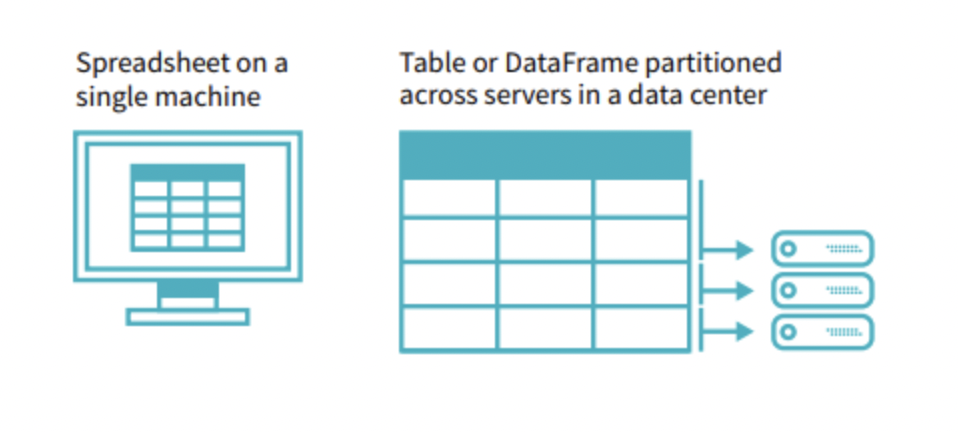 Spreadsheet on a
single machine
Table or DataFrame partitioned
across servers in a data center